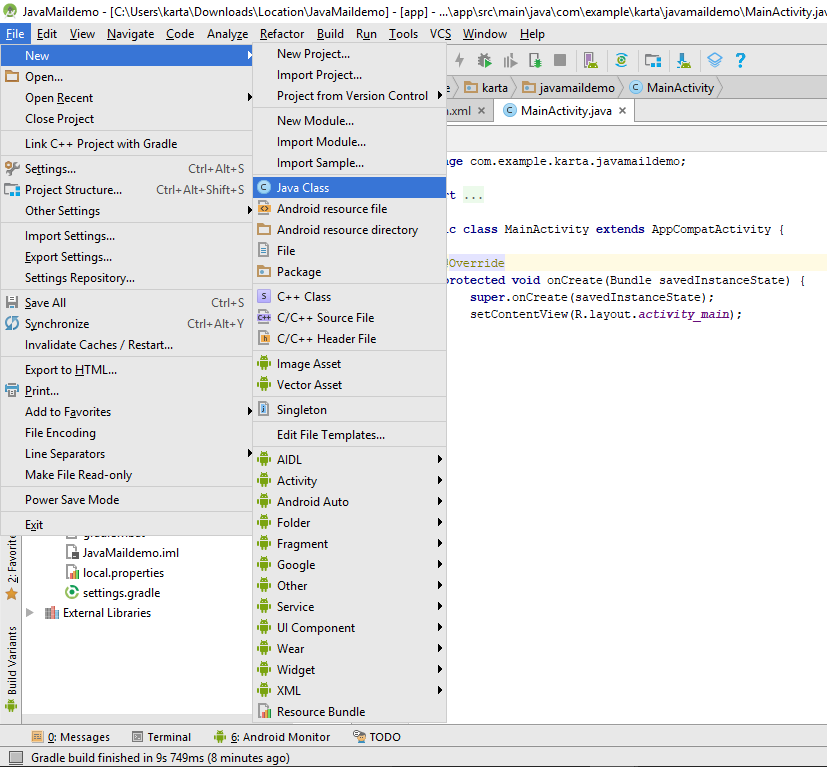 JavaMaildemo - [C:\Users\karta\Downloads\Location\JavaMaildemo] - [app] - ...\app\src\main\java\com\example\karta\javamaildemo\MainActivity.java
File Edit View Navigate Code Analyze Refactor Build Run Tools VCS Window Help
New
Open...
Open Recent
Close Project
Link C++ Project with Gradle
Settings... Ctrl+Alt+S
Project Structure... Ctrl+Alt+Shift+S
Other Settings
Import Settings...
Export Settings...
Settings Repository...
Save All Ctrl+S
Synchronize Ctrl+Alt+Y
Invalidate Caches / Restart...
Export to HTML...
Print...
Add to Favorites
File Encoding
Line Separators
Make File Read-only
Power Save Mode
Exit
New Project...
Import Project...
Project from Version Control
New Module...
Import Module...
Import Sample...
Java Class
Android resource file
Android resource directory
File
Package
C++ Class
C/C++ Source File
C/C++ Header File
Image Asset
Vector Asset
Singleton
Edit File Templates...
AIDL
Activity
Android Auto
Folder
Fragment
Google
Other
Service
UI Component
Wear
Widget
XML
Resource Bundle
karta javamaildemo MainActivity
.xml MainActivity.java
age com.example.karta.javamaildemo;
rt ...
ic class MainActivity extends AppCompatActivity {
@Override
protected void onCreate(Bundle savedInstanceState) {
super.onCreate(savedInstanceState);
setContentView(R.layout.activity_main);
JavaMaildemo.iml
local.properties
settings.gradle
External Libraries
2: Favorite
Build Variants
0: Messages Terminal 6: Android Monitor TODO
Gradle build finished in 9s 749ms (8 minutes ago)